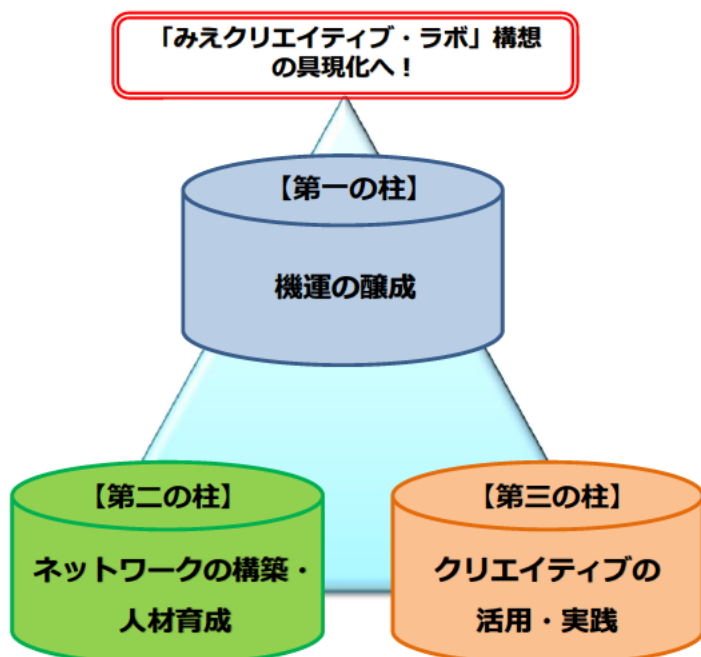 「みえクリエイティブ・ラボ」構想
の具現化へ！
【第一の柱】
機運の醸成
【第二の柱】
ネットワークの構築・
人材育成
【第三の柱】
クリエイティブの
活用・実践